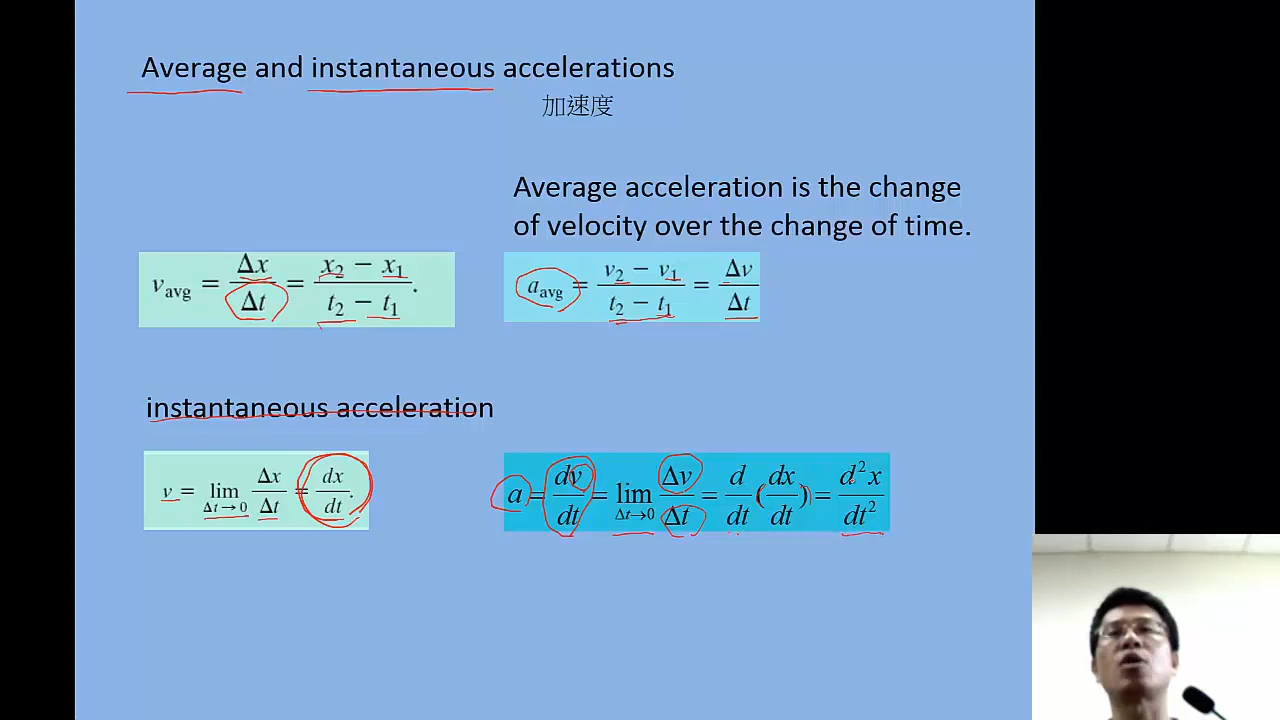 Average and instantaneous accelerations
加速度
Average acceleration is the change
of velocity over the change of time.
v_avg = Δx/Δt = (x₂ − x₁)/(t₂ − t₁).
a_avg = (v₂ − v₁)/(t₂ − t₁) = Δv/Δt
instantaneous acceleration
v = lim_{Δt→0} Δx/Δt = dx/dt.
a = dv/dt = lim_{Δt→0} Δv/Δt = d/dt(dx/dt) = d²x/dt²